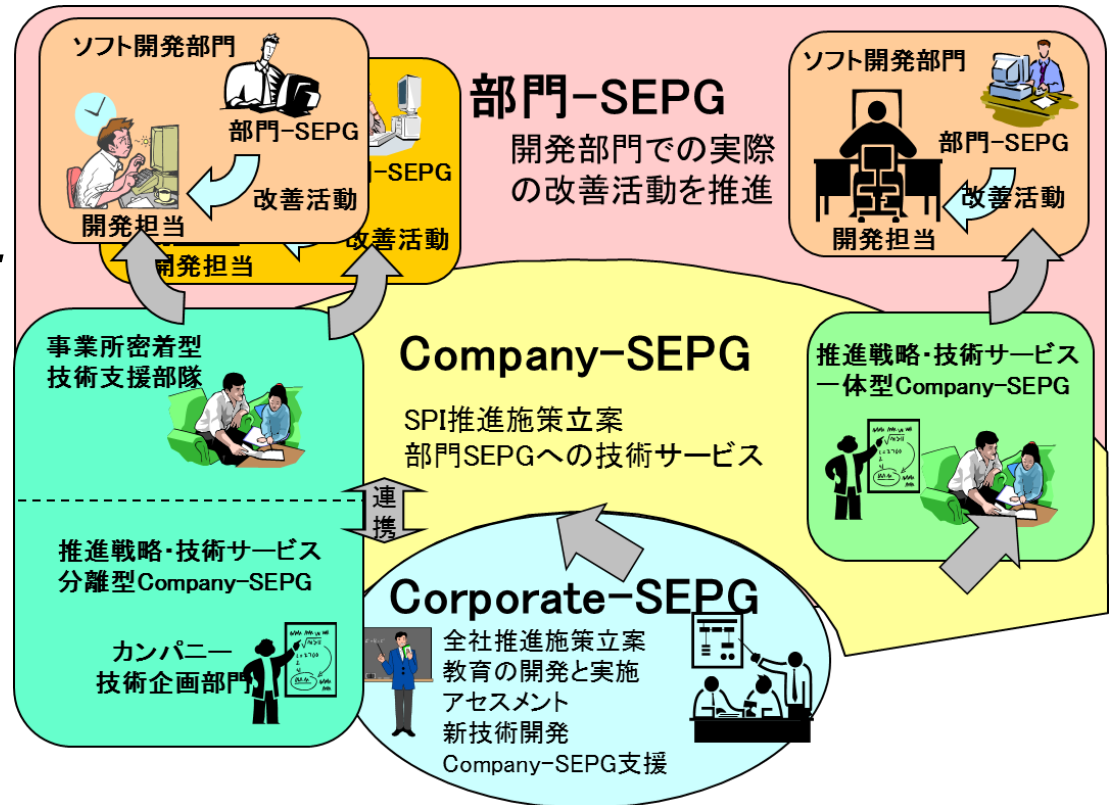 ソフト開発部門
部門-SEPG
改善活動
開発担当
-SEPG
改善活動
開発担当
部門-SEPG
開発部門での実際
の改善活動を推進
ソフト開発部門
部門-SEPG
改善活動
開発担当
事業所密着型
技術支援部隊
推進戦略・技術サービス
分離型Company-SEPG
カンパニー
技術企画部門
連
携
Company-SEPG
SPI推進施策立案
部門SEPGへの技術サービス
推進戦略・技術サービス
一体型Company-SEPG
Corporate-SEPG
全社推進施策立案
教育の開発と実施
アセスメント
新技術開発
Company-SEPG支援